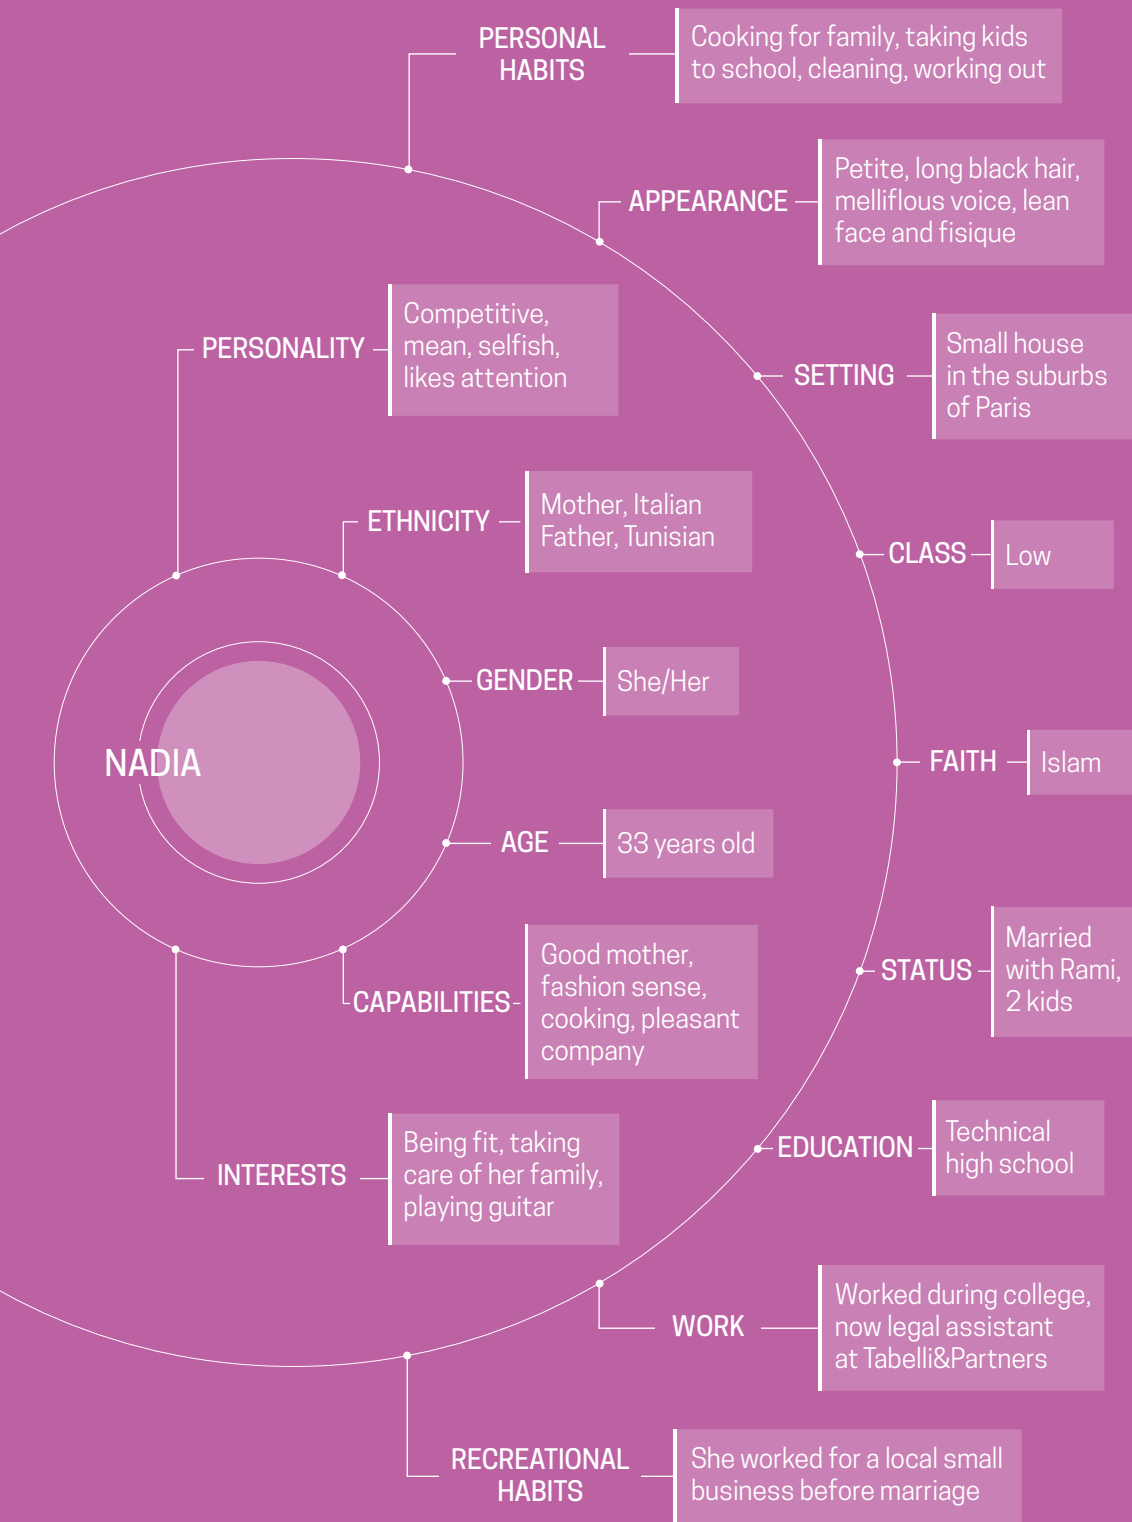 PERSONAL
HABITS
Cooking for family, taking kids
to school, cleaning, working out
APPEARANCE
Petite, long black hair,
melliflous voice, lean
face and fisique
PERSONALITY
Competitive,
mean, selfish,
likes attention
SETTING
Small house
in the suburbs
of Paris
ETHNICITY
Mother, Italian
Father, Tunisian
CLASS
Low
GENDER
She/Her
NADIA
FAITH
Islam
AGE
33 years old
STATUS
Married
with Rami,
2 kids
CAPABILITIES
Good mother,
fashion sense,
cooking, pleasant
company
EDUCATION
Technical
high school
INTERESTS
Being fit, taking
care of her family,
playing guitar
WORK
Worked during college,
now legal assistant
at Tabelli&Partners
RECREATIONAL
HABITS
She worked for a local small
business before marriage